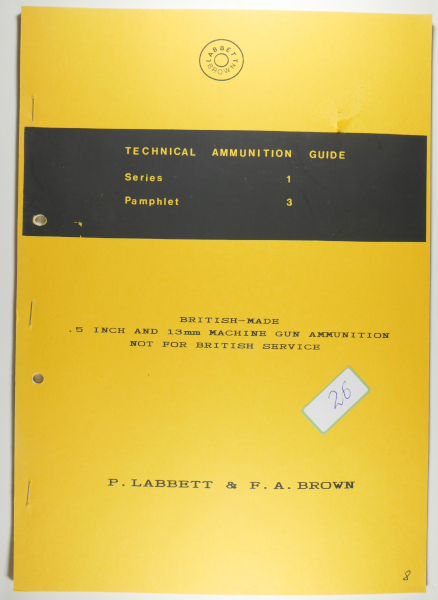 LABBETT
BROWN
TECHNICAL AMMUNITION GUIDE
Series 1
Pamphlet 3
BRITISH-MADE
.5 INCH AND 13mm MACHINE GUN AMMUNITION
NOT FOR BRITISH SERVICE
26
P. LABBETT & F. A. BROWN
8